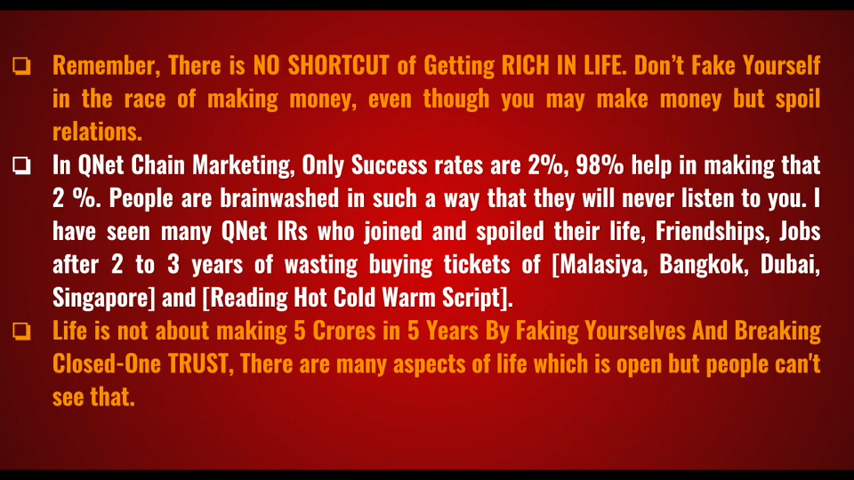 Remember, There is NO SHORTCUT of Getting RICH IN LIFE. Don’t Fake Yourself
in the race of making money, even though you may make money but spoil
relations.
In QNet Chain Marketing, Only Success rates are 2%, 98% help in making that
2 %. People are brainwashed in such a way that they will never listen to you. I
have seen many QNet IRs who joined and spoiled their life, Friendships, Jobs
after 2 to 3 years of wasting buying tickets of [Malasiya, Bangkok, Dubai,
Singapore] and [Reading Hot Cold Warm Script].
Life is not about making 5 Crores in 5 Years By Faking Yourselves And Breaking
Closed-One TRUST, There are many aspects of life which is open but people can't
see that.